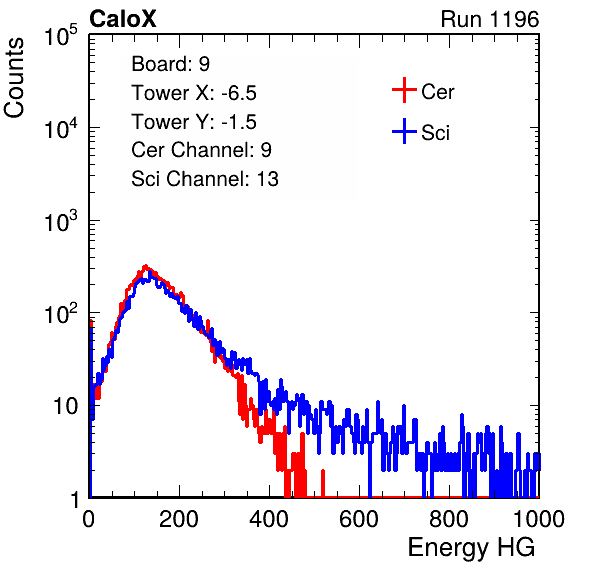 CaloX Run 1196
Counts
Board: 9
Tower X: -6.5
Tower Y: -1.5
Cer Channel: 9
Sci Channel: 13
Cer
Sci
10^5
10^4
10^3
10^2
10
1
0 200 400 600 800 1000
Energy HG